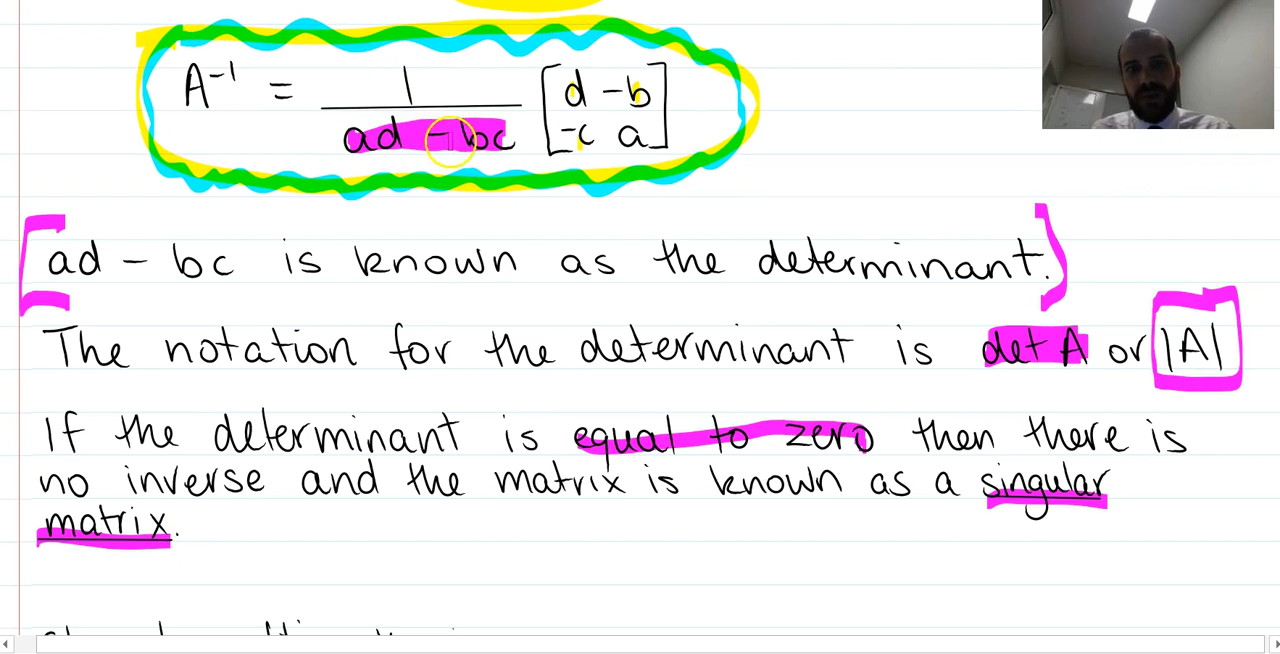 A⁻¹ = 1 / (ad - bc) [d -b
-c a]
ad - bc is known as the determinant.
The notation for the determinant is det A or |A|
If the determinant is equal to zero then there is
no inverse and the matrix is known as a singular
matrix.